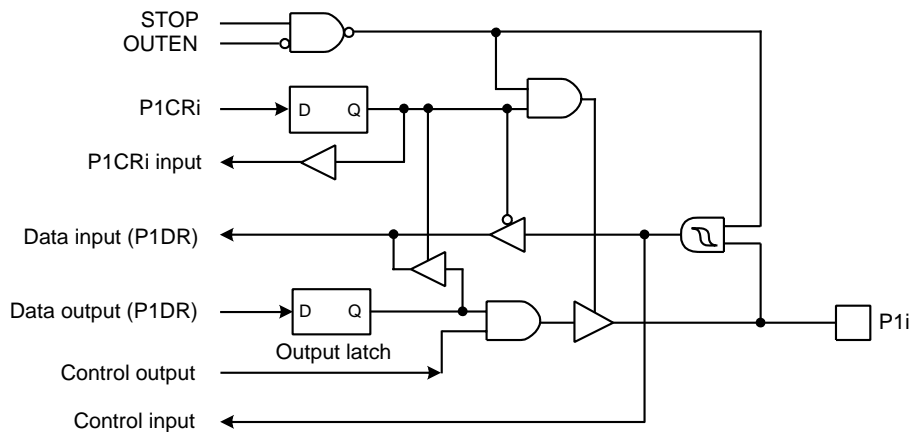 STOP
OUTEN
P1CRi
D Q
P1CRi input
Data input (P1DR)
Data output (P1DR)
D Q
P1i
Output latch
Control output
Control input